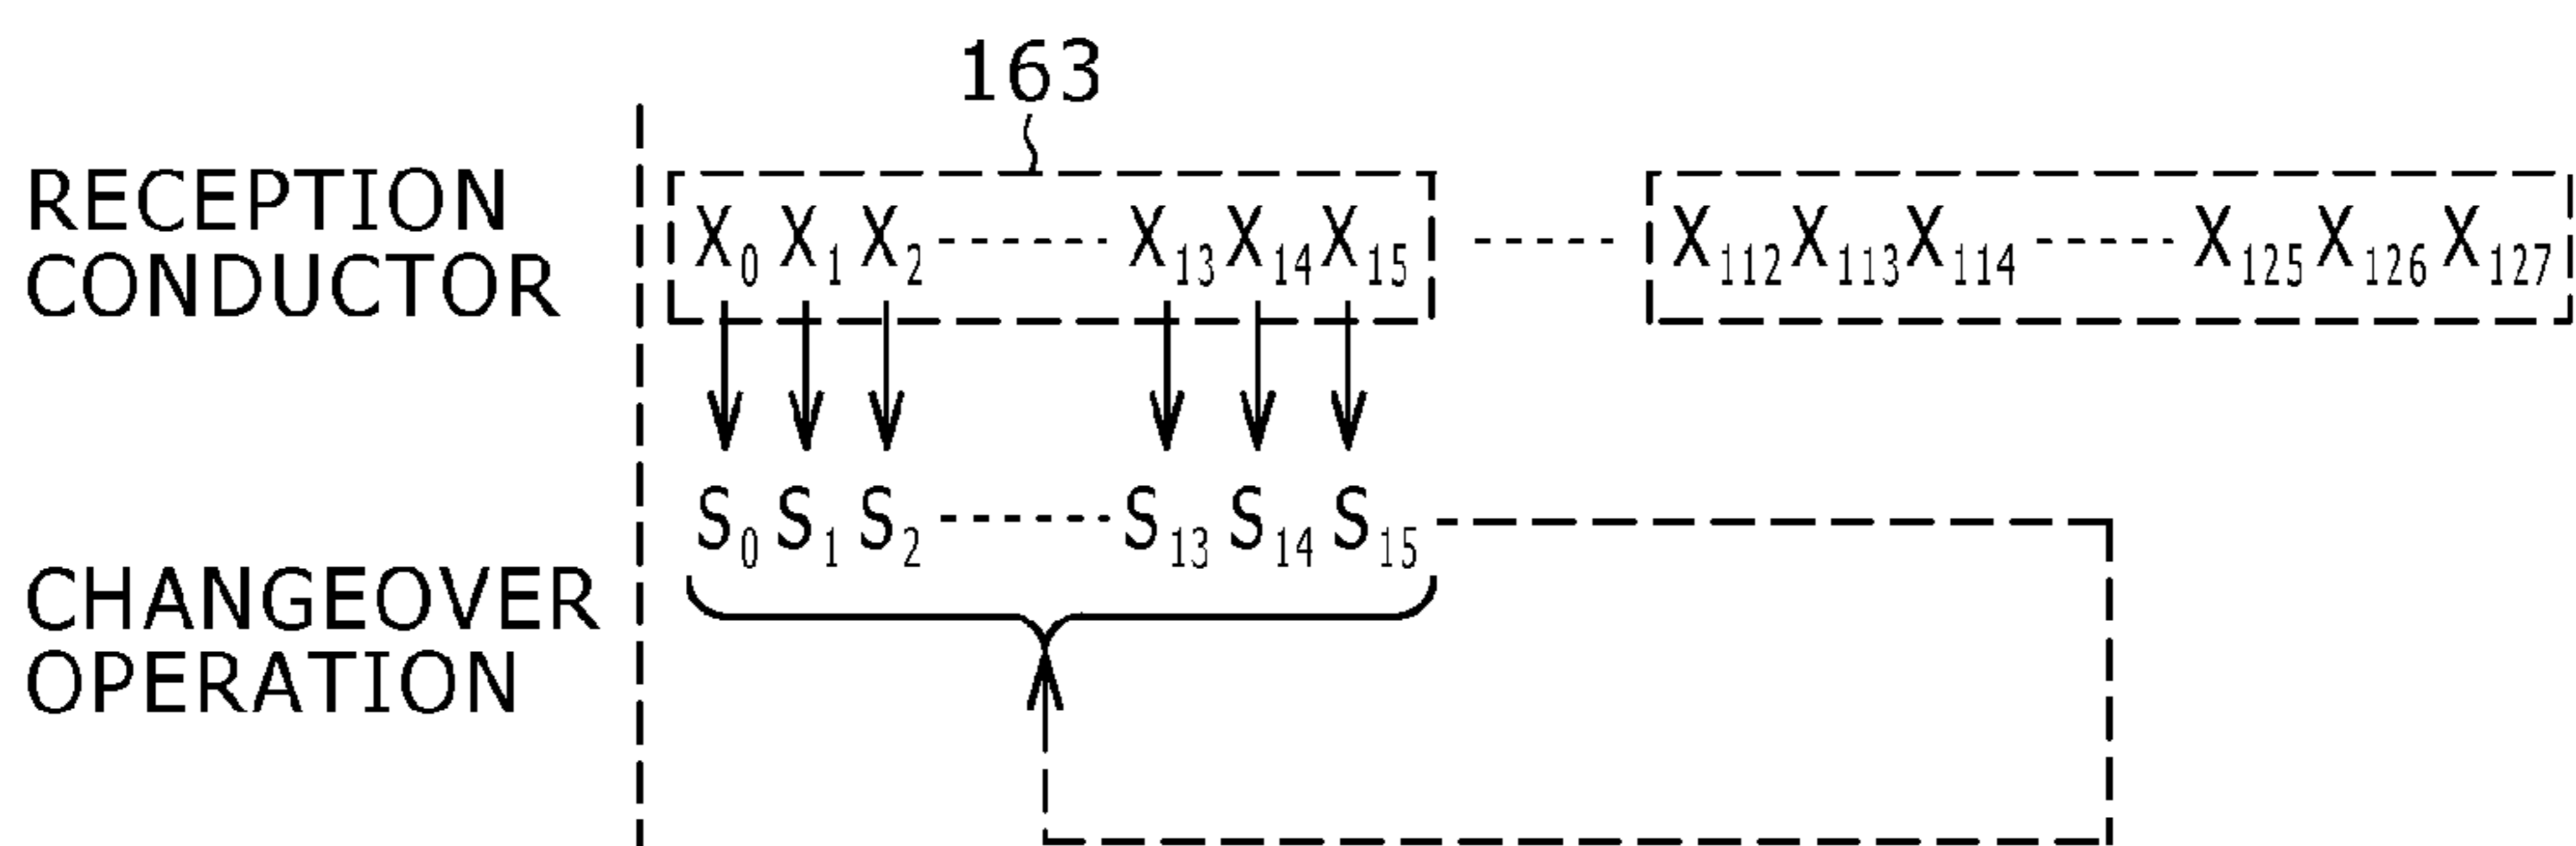 163
RECEPTION
CONDUCTOR
X₀ X₁ X₂ ------ X₁₃ X₁₄ X₁₅ ----- X₁₁₂ X₁₁₃ X₁₁₄ ----- X₁₂₅ X₁₂₆ X₁₂₇
S₀ S₁ S₂ ------ S₁₃ S₁₄ S₁₅
CHANGEOVER
OPERATION